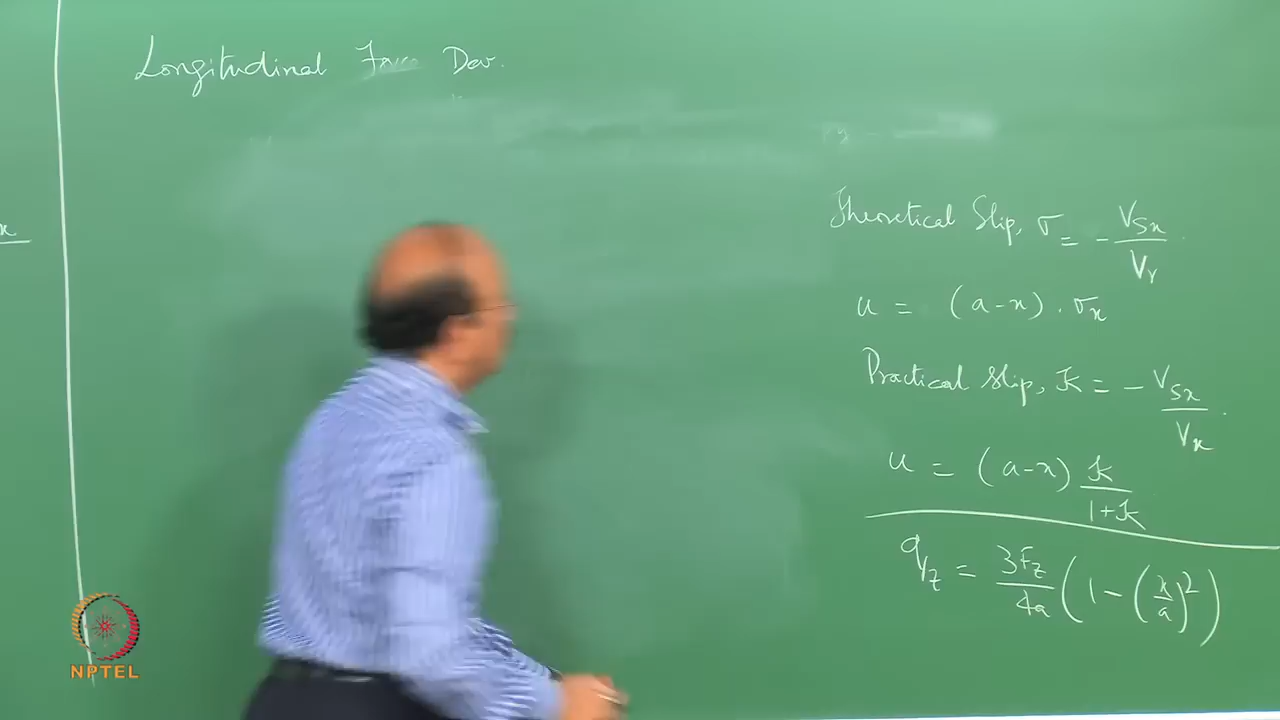 Longitudinal Force Dev.
x
Theoretical Slip, σ = - Vsx / Vr
u = (a-x) . σx
Practical Slip, K = - Vsx / Vx
u = (a-x) K / 1+K
qz = 3Fz / 4a (1 - (x/a)^2)
NPTEL